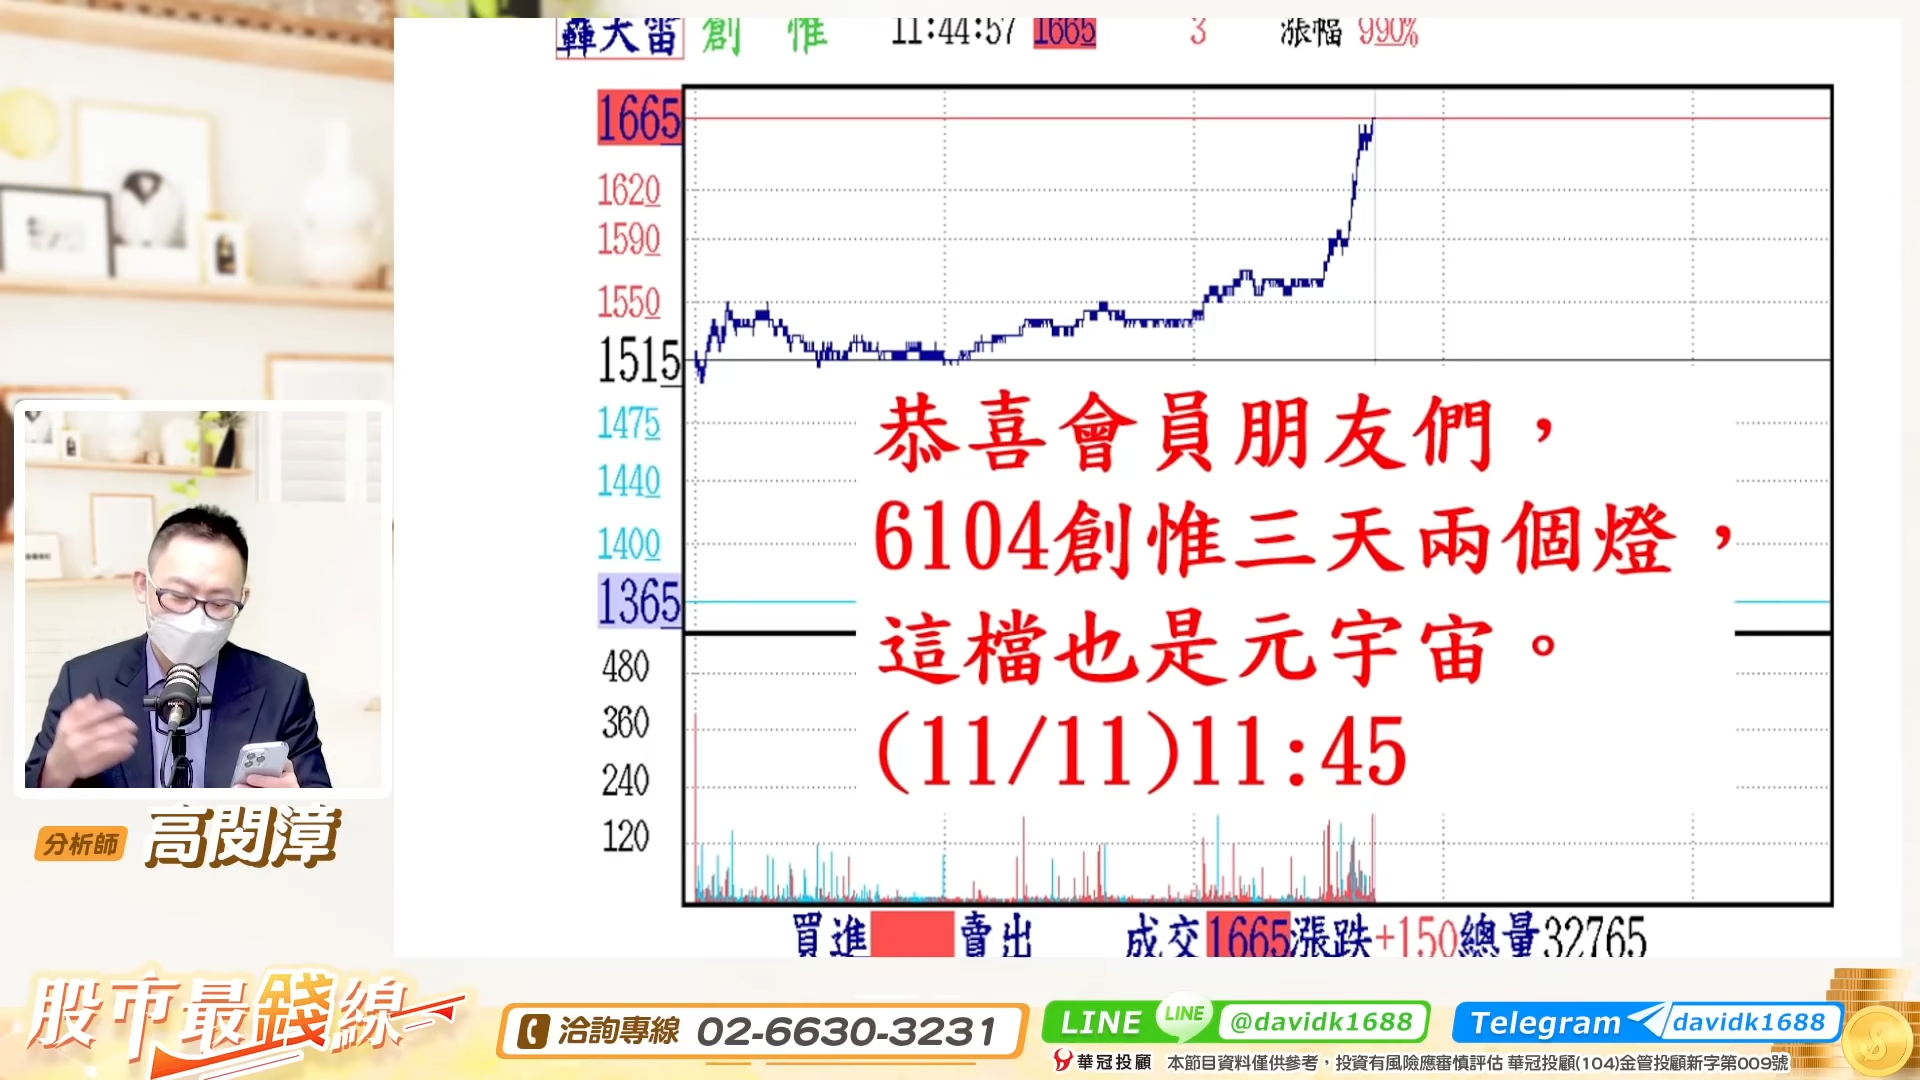 轟天雷 創惟 11:44:57 1665 3 漲幅 990%
1665
1620
1590
1550
1515
1475
1440
1400
1365
480
360
240
120
恭喜會員朋友們，
6104創惟三天兩個燈，
這檔也是元宇宙。
(11/11)11:45
買進 賣出 成交1665漲跌+150總量32765
分析師 高閔漳
股市最錢線
洽詢專線 02-6630-3231
LINE LINE @davidk1688
Telegram davidk1688
華冠投顧 本節目資料僅供參考，投資有風險應審慎評估 華冠投顧(104)金管投顧新字第009號